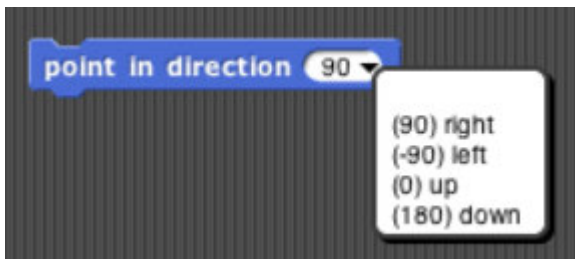 point in direction 90
(90) right
(-90) left
(0) up
(180) down